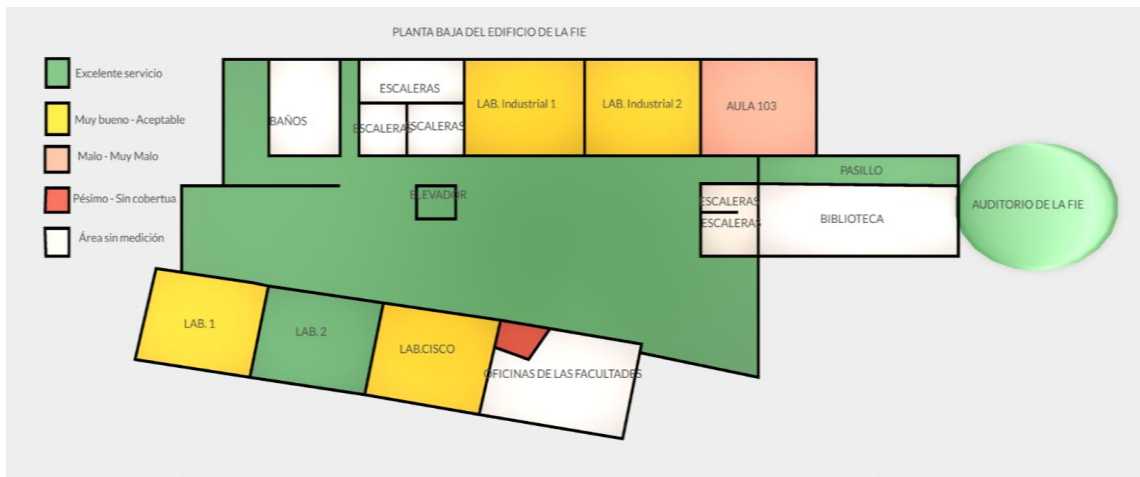 PLANTA BAJA DEL EDIFICIO DE LA FIE
Excelente servicio
Muy bueno - Aceptable
Malo - Muy Malo
Pésimo - Sin cobertua
Área sin medición
BAÑOS
ESCALERAS
ESCALERAS
ESCALERAS
LAB. Industrial 1
LAB. Industrial 2
AULA 103
ELEVADOR
PASILLO
ESCALERAS
ESCALERAS
BIBLIOTECA
AUDITORIO DE LA FIE
LAB. 1
LAB. 2
LAB.CISCO
OFICINAS DE LAS FACULTADES